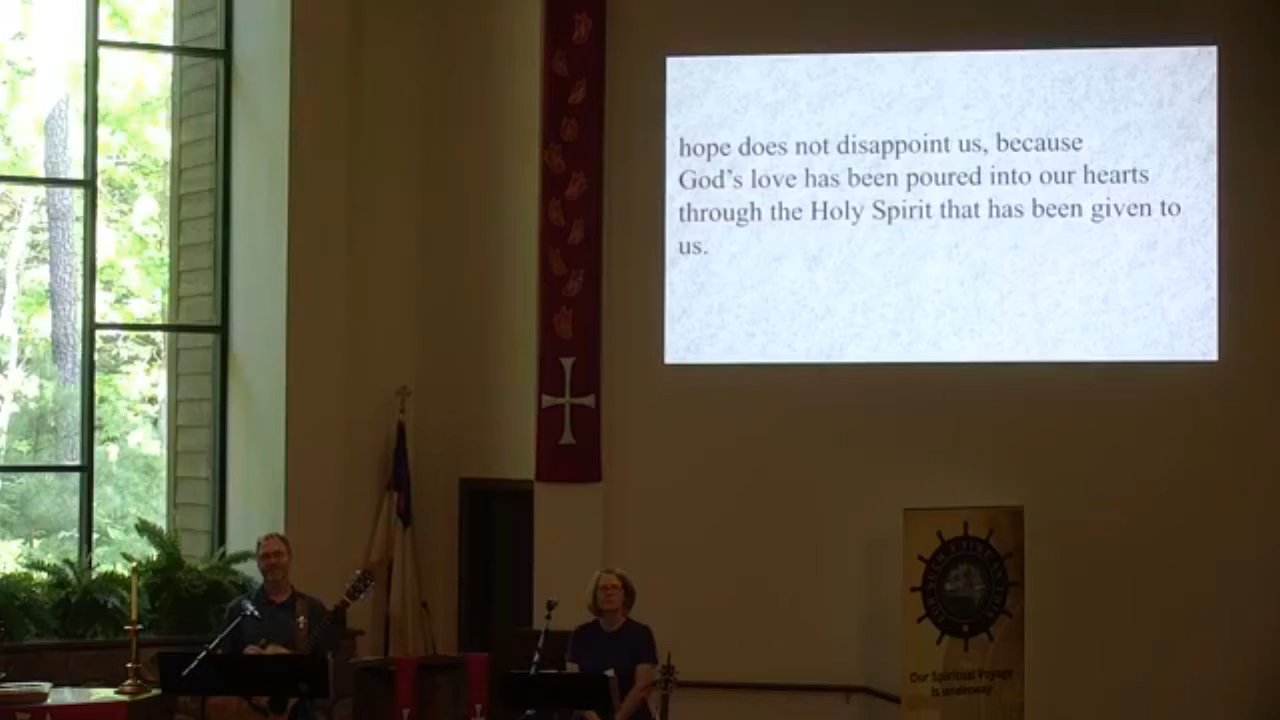 hope does not disappoint us, because
God’s love has been poured into our hearts
through the Holy Spirit that has been given to
us.
Our Spiritual Voyage
is underway